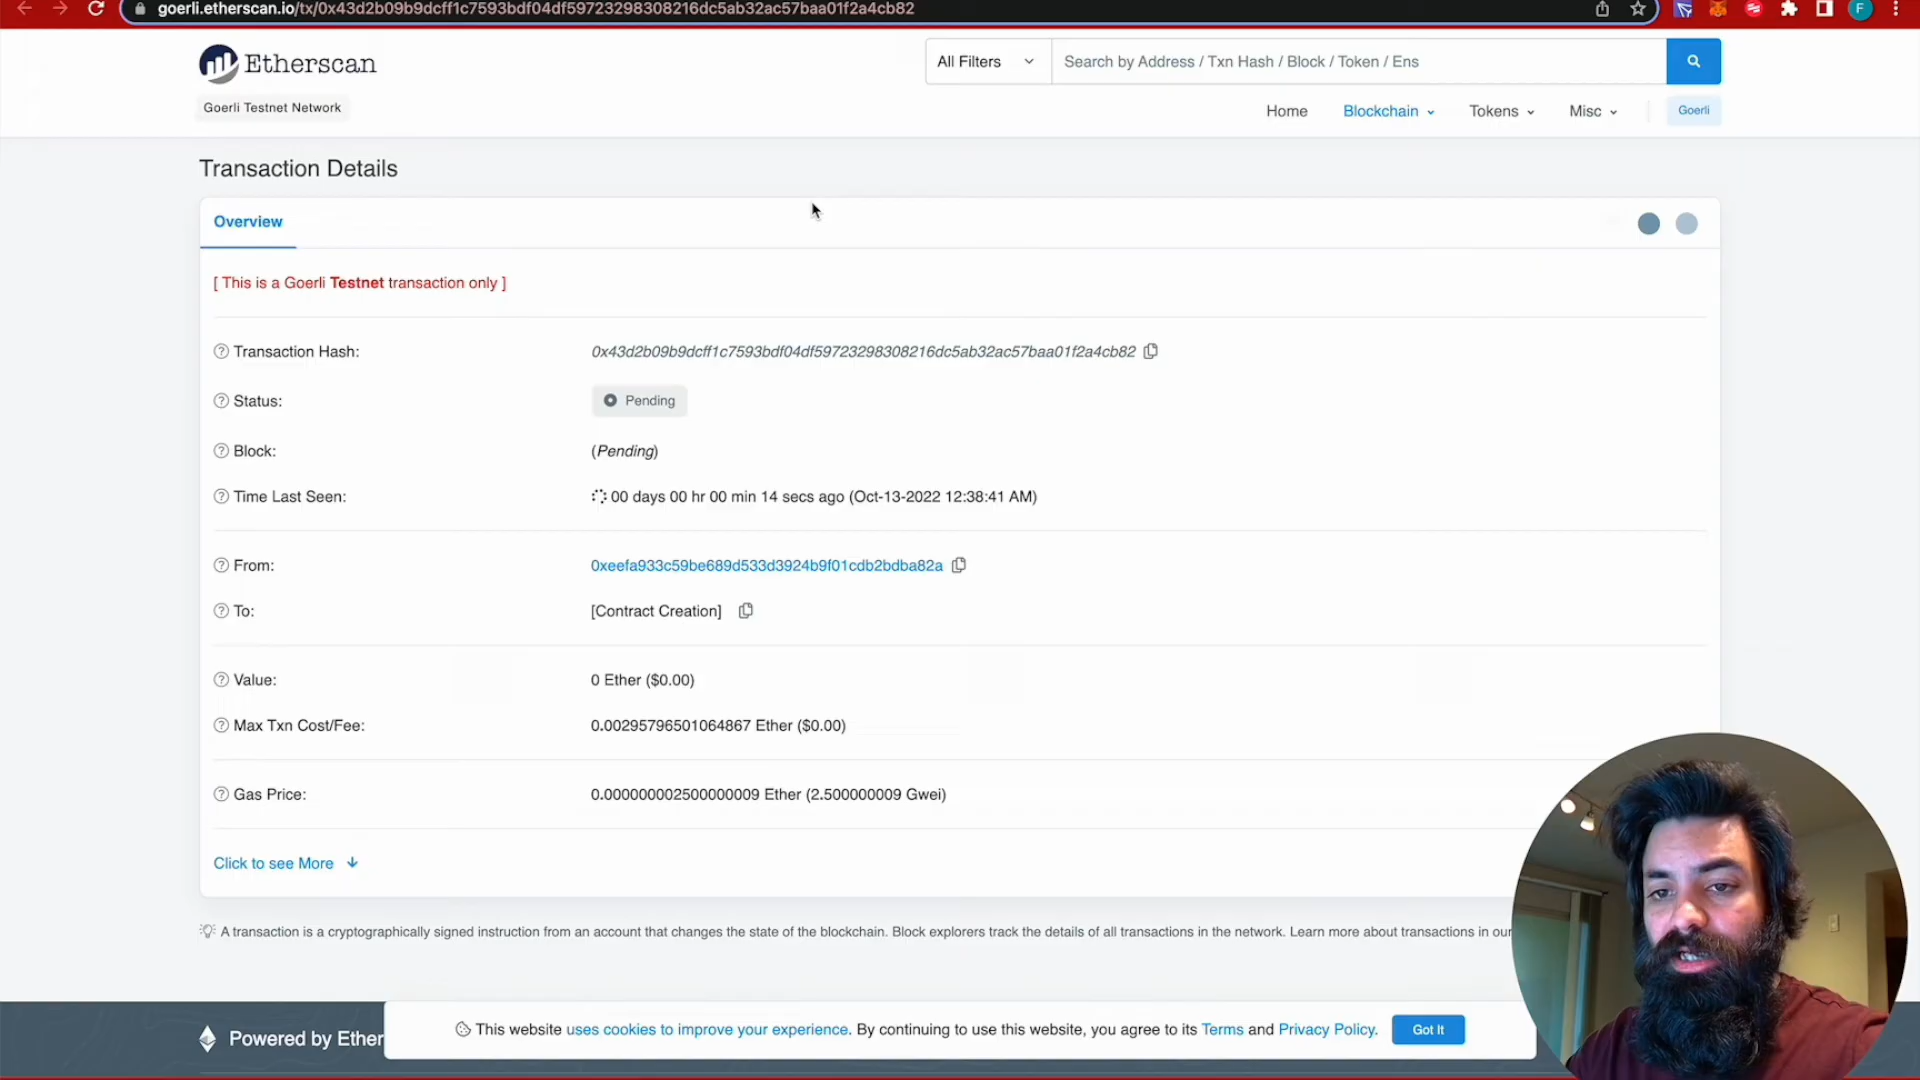 goerli.etherscan.io/tx/0x43d2b09b9dcff1c7593bdf04df59723298308216dc5ab32ac57baa01f2a4cb82
F
Etherscan
All Filters
Search by Address / Txn Hash / Block / Token / Ens
Goerli Testnet Network
Home
Blockchain
Tokens
Misc
Goerli
Transaction Details
Overview
[ This is a Goerli Testnet transaction only ]
Transaction Hash: 0x43d2b09b9dcff1c7593bdf04df59723298308216dc5ab32ac57baa01f2a4cb82
Status: Pending
Block: (Pending)
Time Last Seen: 00 days 00 hr 00 min 14 secs ago (Oct-13-2022 12:38:41 AM)
From: 0xeefa933c59be689d533d3924b9f01cdb2bdba82a
To: [Contract Creation]
Value: 0 Ether ($0.00)
Max Txn Cost/Fee: 0.00295796501064867 Ether ($0.00)
Gas Price: 0.000000002500000009 Ether (2.500000009 Gwei)
Click to see More
A transaction is a cryptographically signed instruction from an account that changes the state of the blockchain. Block explorers track the details of all transactions in the network. Learn more about transactions in our
Powered by Ether
This website uses cookies to improve your experience. By continuing to use this website, you agree to its Terms and Privacy Policy.
Got It